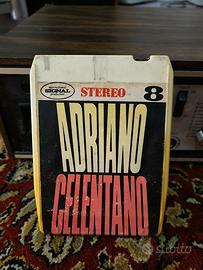 SIGNAL
STEREO 8
ADRIANO
CELENTANO
subito